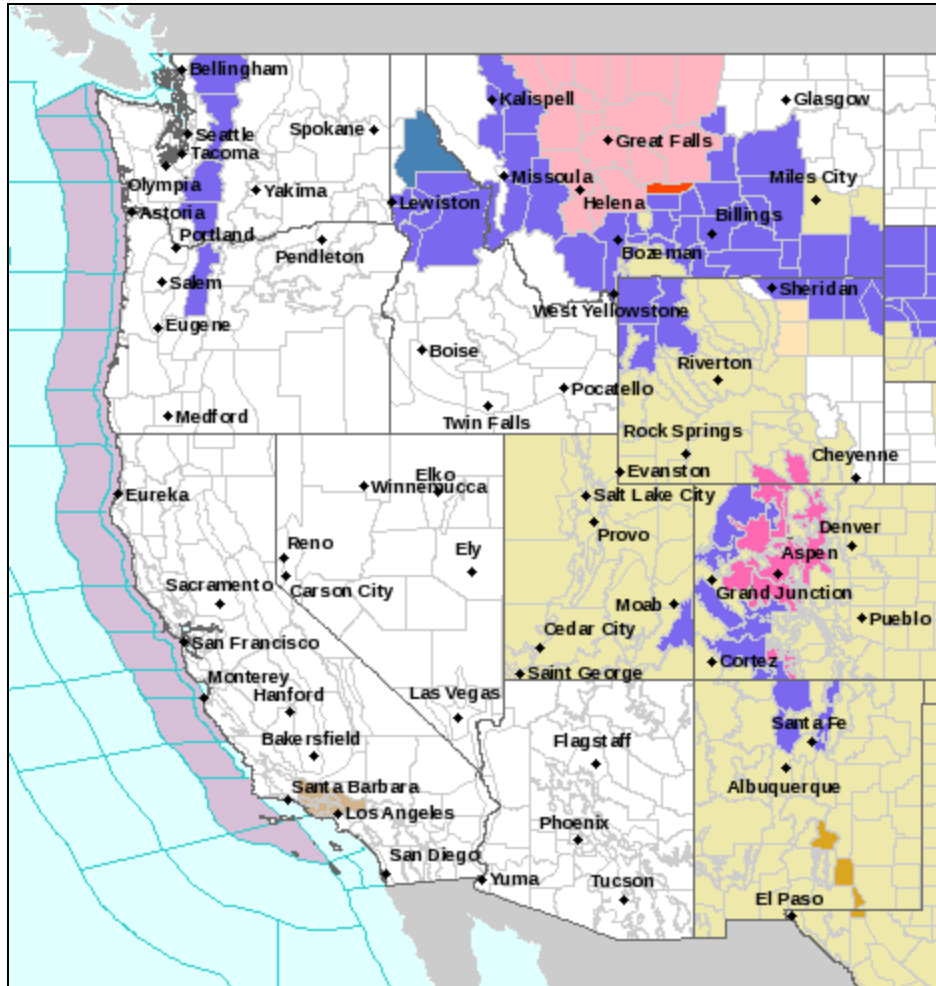 Bellingham
Kalispell
Glasgow
Seattle
Spokane
Great Falls
Tacoma
Olympia
Yakima
Missoula
Miles City
Astoria
Lewiston
Helena
Billings
Portland
Pendleton
Bozeman
Salem
Sheridan
West Yellowstone
Eugene
Boise
Riverton
Pocatello
Medford
Twin Falls
Rock Springs
Cheyenne
Evanston
Elko
Winnemucca
Eureka
Salt Lake City
Provo
Denver
Reno
Ely
Aspen
Sacramento
Carson City
Grand Junction
Moab
Pueblo
Cedar City
San Francisco
Cortez
Saint George
Monterey
Hanford
Las Vegas
Santa Fe
Bakersfield
Flagstaff
Albuquerque
Santa Barbara
Los Angeles
Phoenix
San Diego
Yuma
Tucson
El Paso